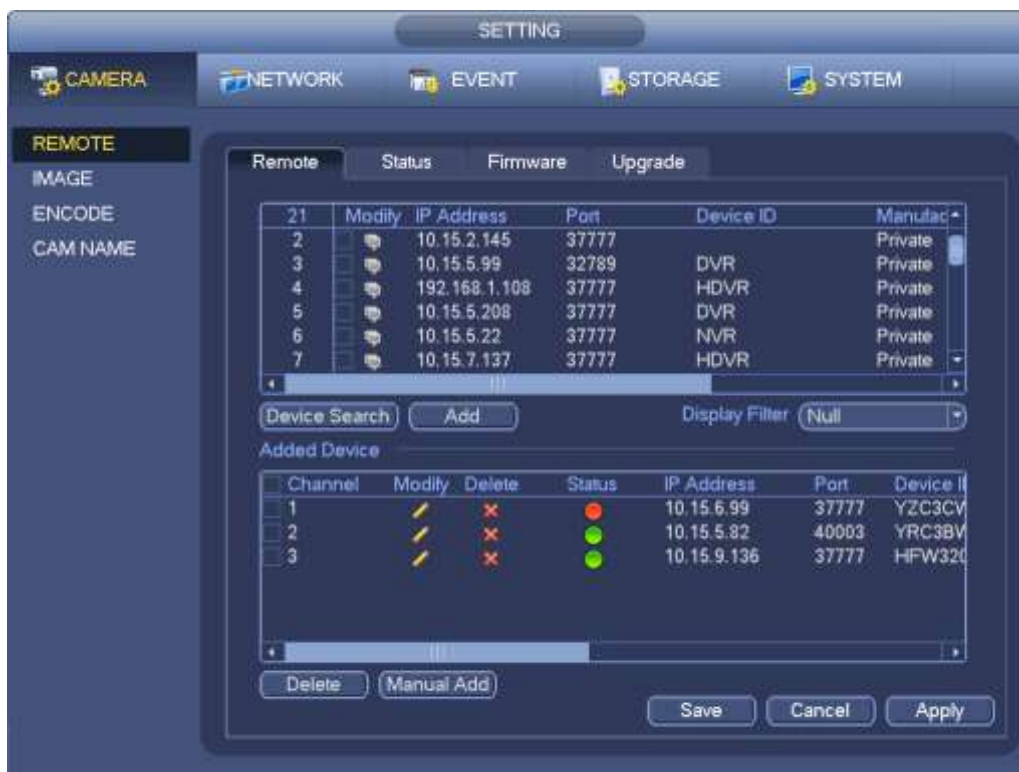 SETTING
CAMERA NETWORK EVENT STORAGE SYSTEM
REMOTE
IMAGE
ENCODE
CAM NAME
Remote Status Firmware Upgrade
21 Modify IP Address Port Device ID Manufac
2 10.15.2.145 37777 Private
3 10.15.5.99 32789 DVR Private
4 192.168.1.108 37777 HDVR Private
5 10.15.5.208 37777 DVR Private
6 10.15.5.22 37777 NVR Private
7 10.15.7.137 37777 HDVR Private
Device Search Add Display Filter Null
Added Device
Channel Modify Delete Status IP Address Port Device I
1 10.15.6.99 37777 YZC3CV
2 10.15.5.82 40003 YRC3BV
3 10.15.9.136 37777 HFW320
Delete Manual Add
Save Cancel Apply